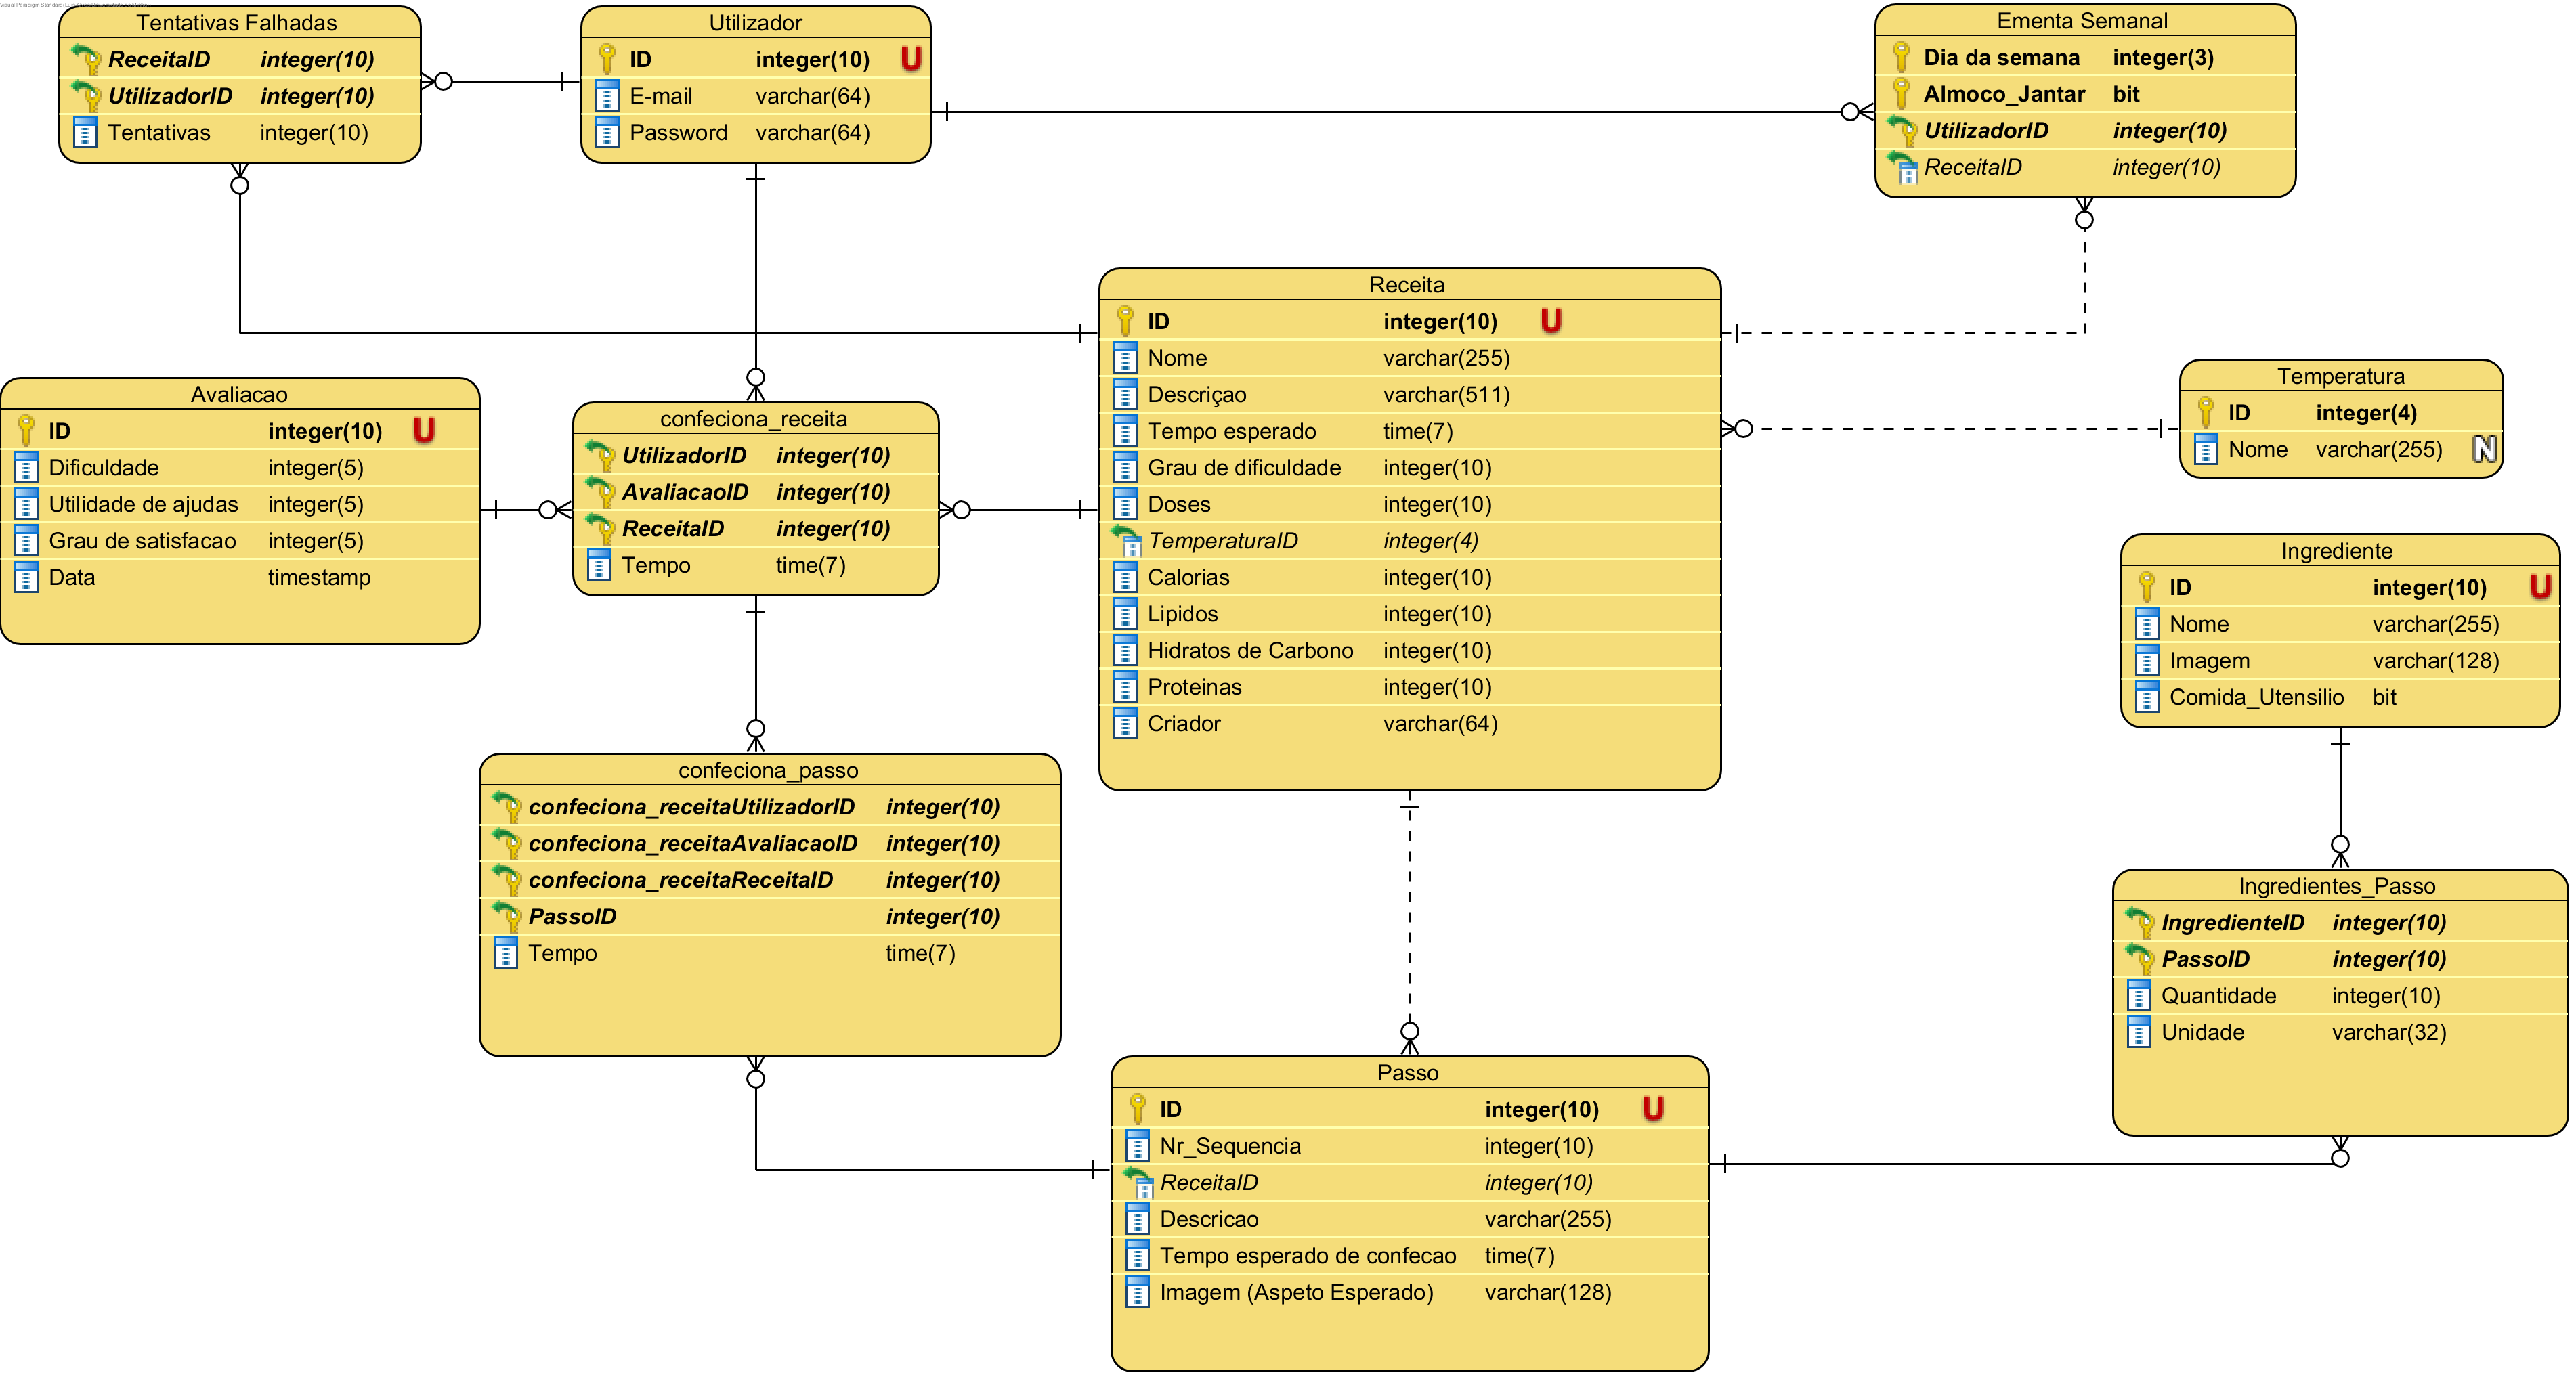 Tentativas Falhadas
ReceitaID integer(10)
UtilizadorID integer(10)
Tentativas integer(10)
Utilizador
ID integer(10) U
E-mail varchar(64)
Password varchar(64)
Ementa Semanal
Dia da semana integer(3)
Almoco_Jantar bit
UtilizadorID integer(10)
ReceitaID integer(10)
Receita
ID integer(10) U
Nome varchar(255)
Descriçao varchar(511)
Tempo esperado time(7)
Grau de dificuldade integer(10)
Doses integer(10)
TemperaturaID integer(4)
Calorias integer(10)
Lipidos integer(10)
Hidratos de Carbono integer(10)
Proteinas integer(10)
Criador varchar(64)
Temperatura
ID integer(4)
Nome varchar(255) N
Avaliacao
ID integer(10) U
Dificuldade integer(5)
Utilidade de ajudas integer(5)
Grau de satisfacao integer(5)
Data timestamp
confeciona_receita
UtilizadorID integer(10)
AvaliacaoID integer(10)
ReceitaID integer(10)
Tempo time(7)
Ingrediente
ID integer(10) U
Nome varchar(255)
Imagem varchar(128)
Comida_Utensilio bit
confeciona_passo
confeciona_receitaUtilizadorID integer(10)
confeciona_receitaAvaliacaoID integer(10)
confeciona_receitaReceitaID integer(10)
PassoID integer(10)
Tempo time(7)
Ingredientes_Passo
IngredienteID integer(10)
PassoID integer(10)
Quantidade integer(10)
Unidade varchar(32)
Passo
ID integer(10) U
Nr_Sequencia integer(10)
ReceitaID integer(10)
Descricao varchar(255)
Tempo esperado de confecao time(7)
Imagem (Aspeto Esperado) varchar(128)